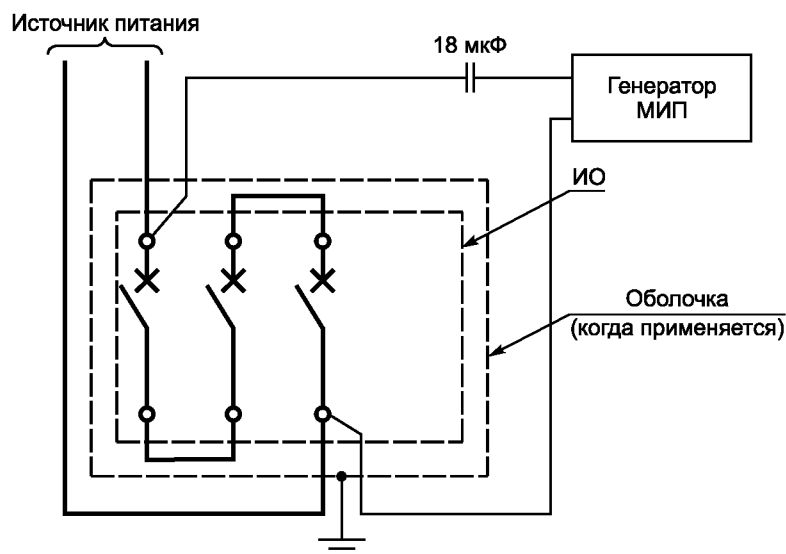 Источник питания
18 мкФ
Генератор
МИП
ИО
Оболочка
(когда применяется)